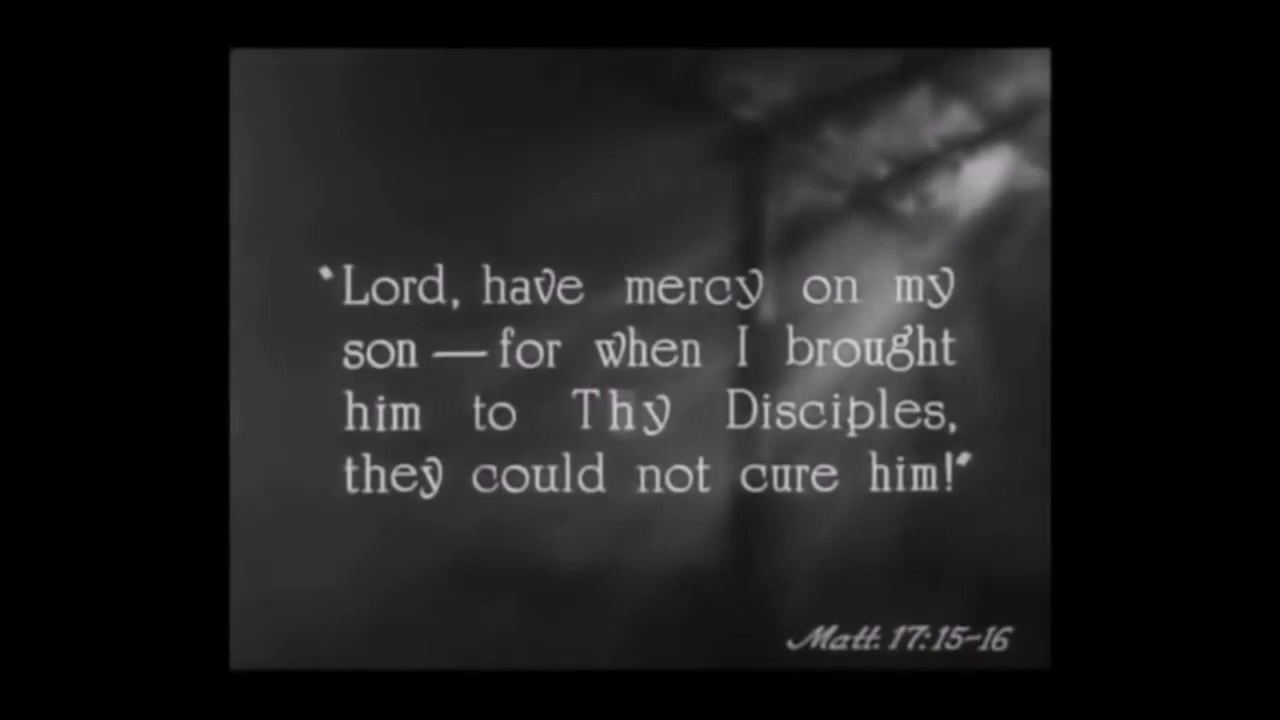 ‘Lord, have mercy on my
son — for when I brought
him to Thy Disciples,
they could not cure him!’
Matt. 17:15-16